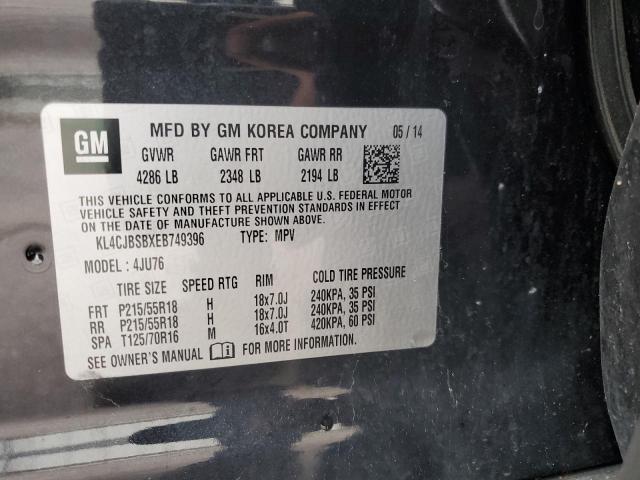 GM
MFD BY GM KOREA COMPANY 05/14
GVWR GAWR FRT GAWR RR
4286 LB 2348 LB 2194 LB
THIS VEHICLE CONFORMS TO ALL APPLICABLE U.S. FEDERAL MOTOR
VEHICLE SAFETY AND THEFT PREVENTION STANDARDS IN EFFECT
ON THE DATE OF MANUFACTURE SHOWN ABOVE.
KL4CJBSBXEB749396 TYPE: MPV
MODEL : 4JU76
TIRE SIZE SPEED RTG RIM COLD TIRE PRESSURE
FRT P215/55R18 H 18x7.0J 240KPA, 35 PSI
RR P215/55R18 H 18x7.0J 240KPA, 35 PSI
SPA T125/70R16 M 16x4.0T 420KPA, 60 PSI
SEE OWNER'S MANUAL FOR MORE INFORMATION.